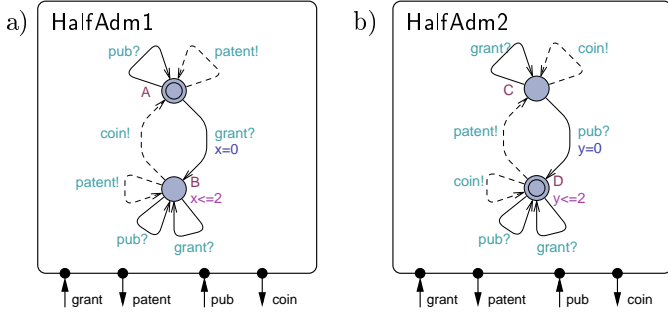 a)
HalfAdm1
pub?
patent!
A
coin!
grant?
x=0
patent!
B
x<=2
pub?
grant?
grant
patent
pub
coin
b)
HalfAdm2
grant?
coin!
C
patent!
pub?
y=0
coin!
D
y<=2
pub?
grant?
grant
patent
pub
coin